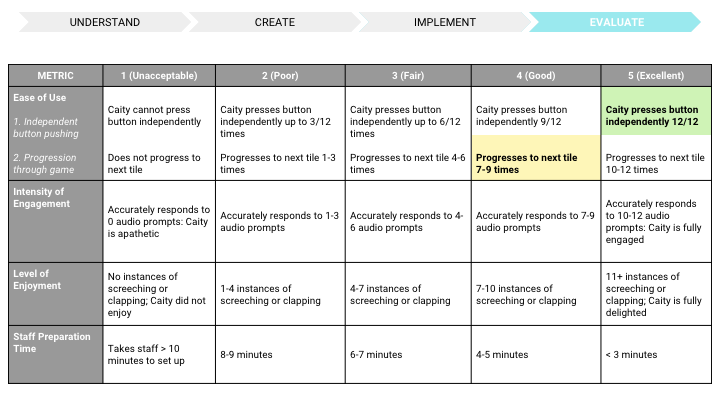 UNDERSTAND CREATE IMPLEMENT EVALUATE
METRIC 1 (Unacceptable) 2 (Poor) 3 (Fair) 4 (Good) 5 (Excellent)
Ease of Use
1. Independent
button pushing
2. Progression
through game
Caity cannot press
button independently
Does not progress to
next tile
Caity presses button
independently up to 3/12
times
Progresses to next tile 1-3
times
Caity presses button
independently up to 6/12
times
Progresses to next tile 4-6
times
Caity presses button
independently 9/12
Progresses to next tile
7-9 times
Caity presses button
independently 12/12
Progresses to next tile
10-12 times
Intensity of
Engagement
Accurately responds to
0 audio prompts: Caity
is apathetic
Accurately responds to 1-3
audio prompts
Accurately responds to 4-
6 audio prompts
Accurately responds to 7-9
audio prompts
Accurately responds
to 10-12 audio
prompts: Caity is fully
engaged
Level of
Enjoyment
No instances of
screeching or
clapping; Caity did not
enjoy
1-4 instances of
screeching or clapping
4-7 instances of
screeching or clapping
7-10 instances of
screeching or clapping
11+ instances of
screeching or
clapping; Caity is fully
delighted
Staff Preparation
Time
Takes staff > 10
minutes to set up
8-9 minutes
6-7 minutes
4-5 minutes
< 3 minutes